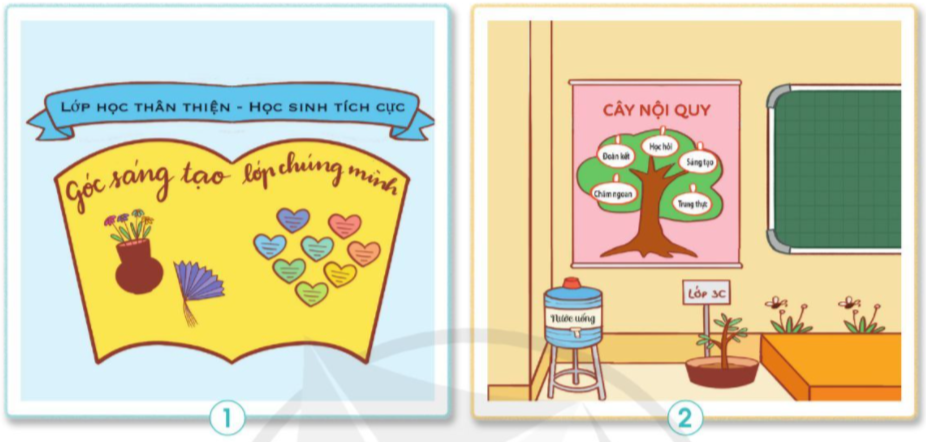 LỚP HỌC THÂN THIỆN - HỌC SINH TÍCH CỰC
Góc sáng tạo lớp chúng mình
1
CÂY NỘI QUY
Học hỏi
Đoàn kết
Sáng tạo
Chăm ngoan
Trung thực
LỚP 3C
Nước uống
2